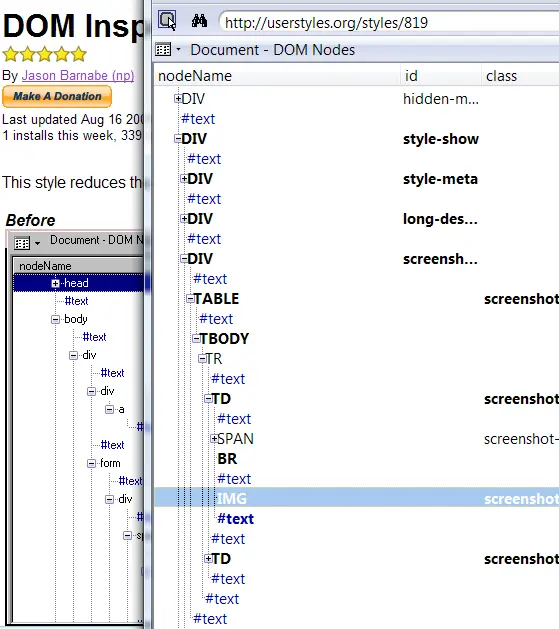 DOM Insp
By Jason Barnabe (np)
Make A Donation
Last updated Aug 16 200
1 installs this week, 339
This style reduces th
Before
Document - DOM N
nodeName
head
#text
body
#text
div
#text
div
a
#
#text
form
#text
div
#
sp
http://userstyles.org/styles/819
Document - DOM Nodes
nodeName id class
DIV hidden-m...
#text
DIV style-show
#text
DIV style-meta
#text
DIV long-des...
#text
DIV screensh...
#text
TABLE screenshot
#text
TBODY
TR
#text
TD screenshot
#text
SPAN screenshot-
BR
#text
IMG screenshot
#text
#text
TD screenshot
#text
#text
#text